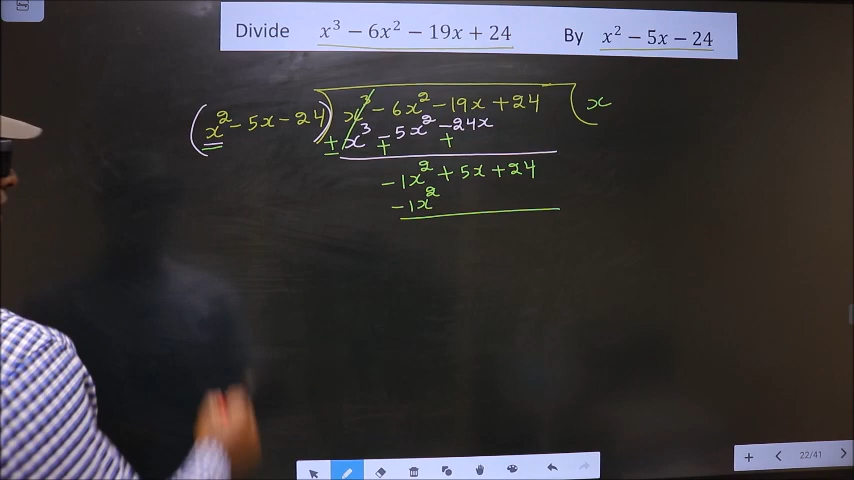 Divide x³ − 6x² − 19x + 24 By x² − 5x − 24
x² − 5x − 24 ) x³ − 6x² − 19x + 24 ( x
x³ − 5x² − 24x
− + +
−1x² + 5x + 24
−1x²
22/41